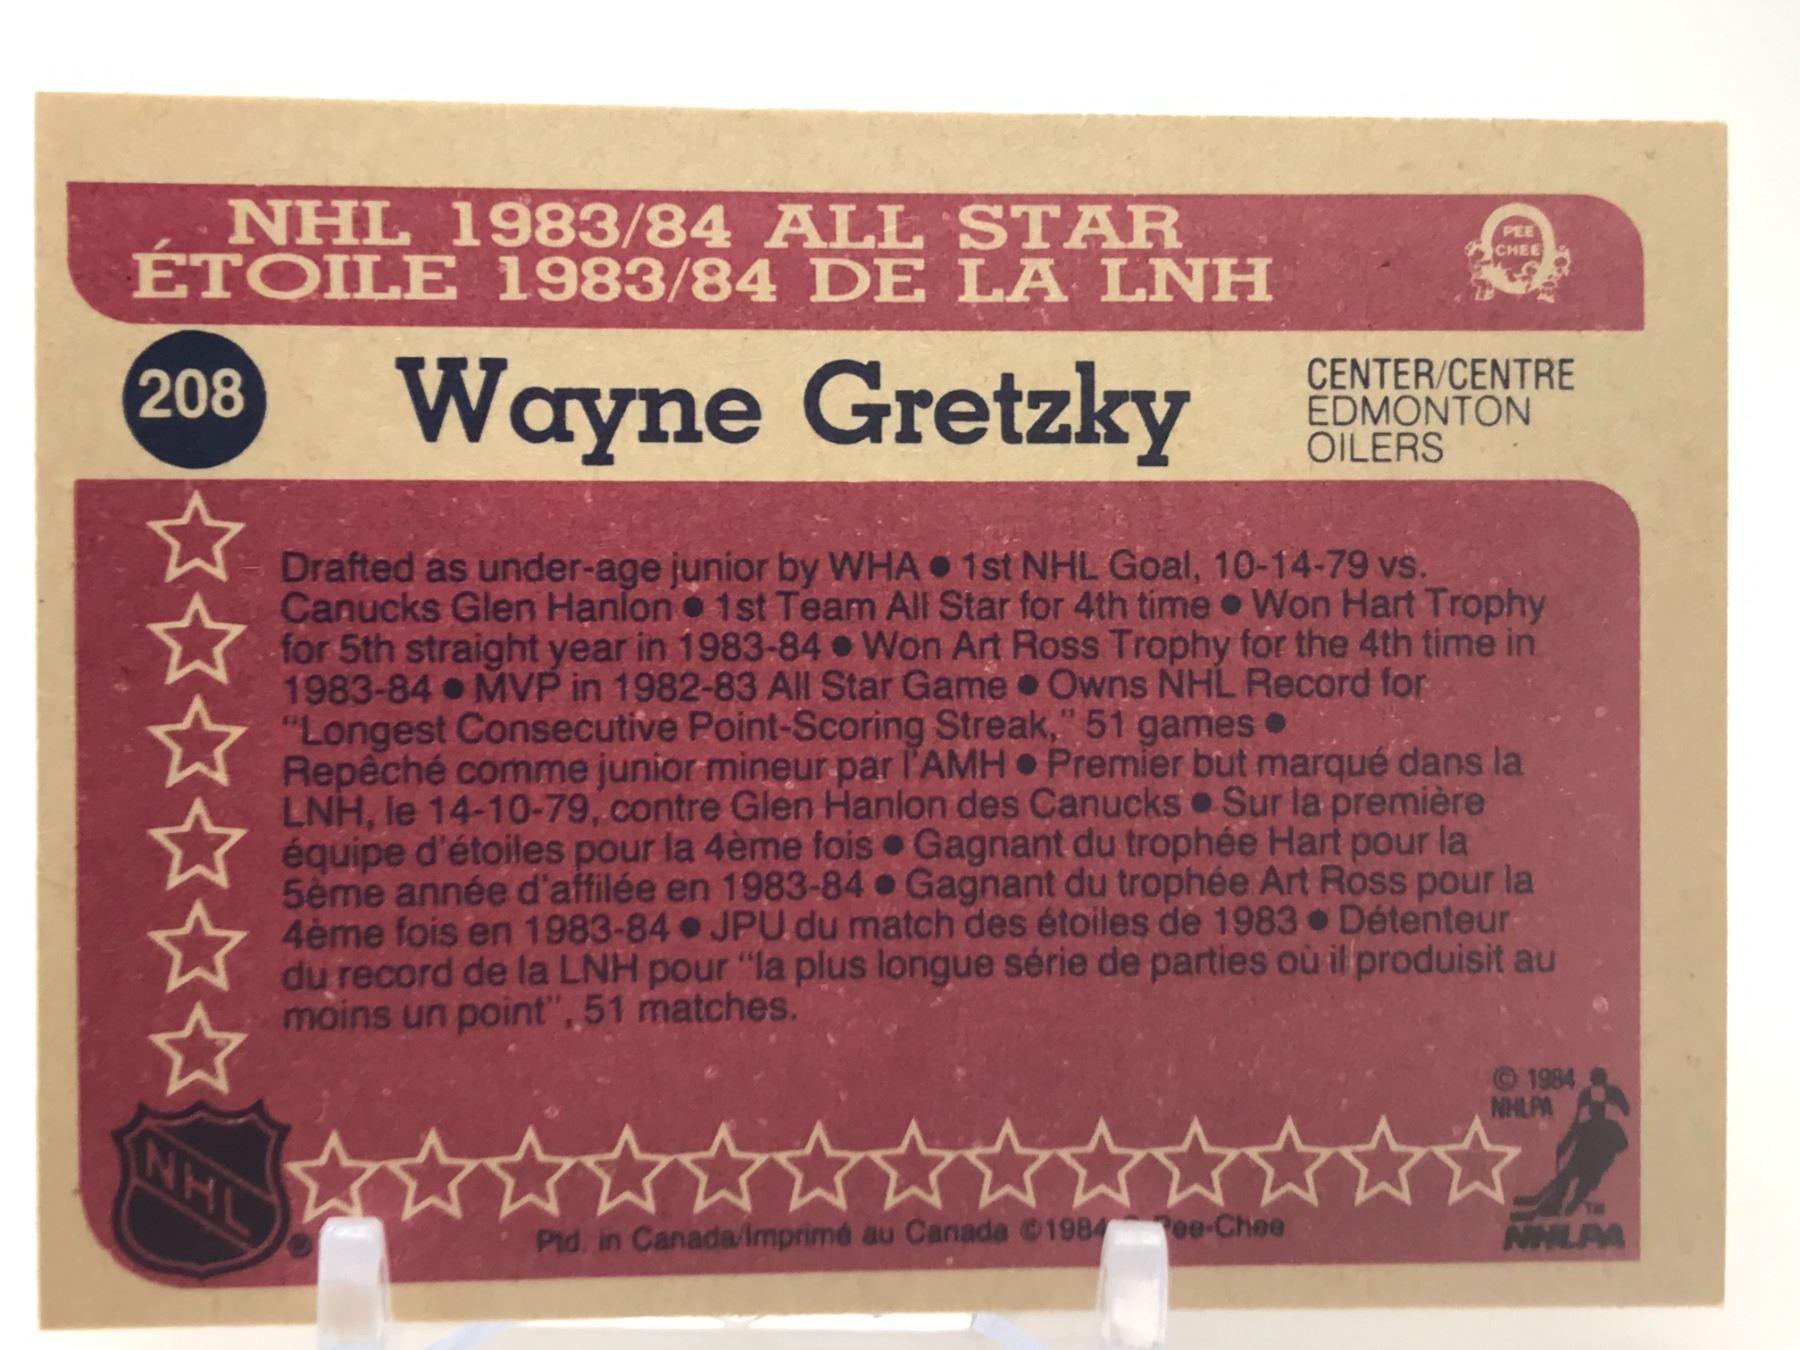 NHL 1983/84 ALL STAR
ÉTOILE 1983/84 DE LA LNH
PEE
CHEE
208
Wayne Gretzky
CENTER/CENTRE
EDMONTON
OILERS
Drafted as under-age junior by WHA ● 1st NHL Goal, 10-14-79 vs.
Canucks Glen Hanlon ● 1st Team All Star for 4th time ● Won Hart Trophy
for 5th straight year in 1983-84 ● Won Art Ross Trophy for the 4th time in
1983-84 ● MVP in 1982-83 All Star Game ● Owns NHL Record for
“Longest Consecutive Point-Scoring Streak,” 51 games ●
Repêché comme junior mineur par l'AMH ● Premier but marqué dans la
LNH, le 14-10-79, contre Glen Hanlon des Canucks ● Sur la première
équipe d'étoiles pour la 4ème fois ● Gagnant du trophée Hart pour la
5ème année d'affilée en 1983-84 ● Gagnant du trophée Art Ross pour la
4ème fois en 1983-84 ● JPU du match des étoiles de 1983 ● Détenteur
du record de la LNH pour “la plus longue série de parties où il produisit au
moins un point”, 51 matches.
© 1984
NHLPA
NHL
®
Ptd. in Canada/Imprimé au Canada ©1984 Pee-Chee
TM
NHLPA